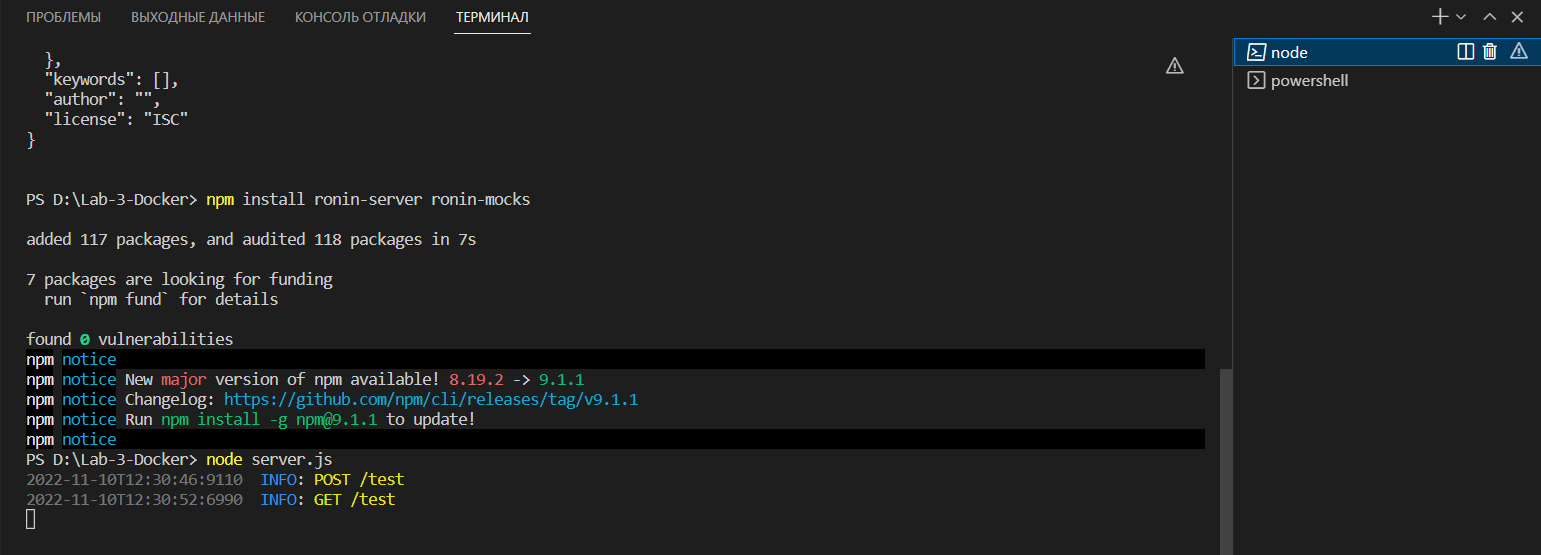 ПРОБЛЕМЫ ВЫХОДНЫЕ ДАННЫЕ КОНСОЛЬ ОТЛАДКИ ТЕРМИНАЛ
},
"keywords": [],
"author": "",
"license": "ISC"
}
PS D:\Lab-3-Docker> npm install ronin-server ronin-mocks
added 117 packages, and audited 118 packages in 7s
7 packages are looking for funding
run `npm fund` for details
found 0 vulnerabilities
npm notice
npm notice New major version of npm available! 8.19.2 -> 9.1.1
npm notice Changelog: https://github.com/npm/cli/releases/tag/v9.1.1
npm notice Run npm install -g npm@9.1.1 to update!
npm notice
PS D:\Lab-3-Docker> node server.js
2022-11-10T12:30:46:9110 INFO: POST /test
2022-11-10T12:30:52:6990 INFO: GET /test
node
powershell